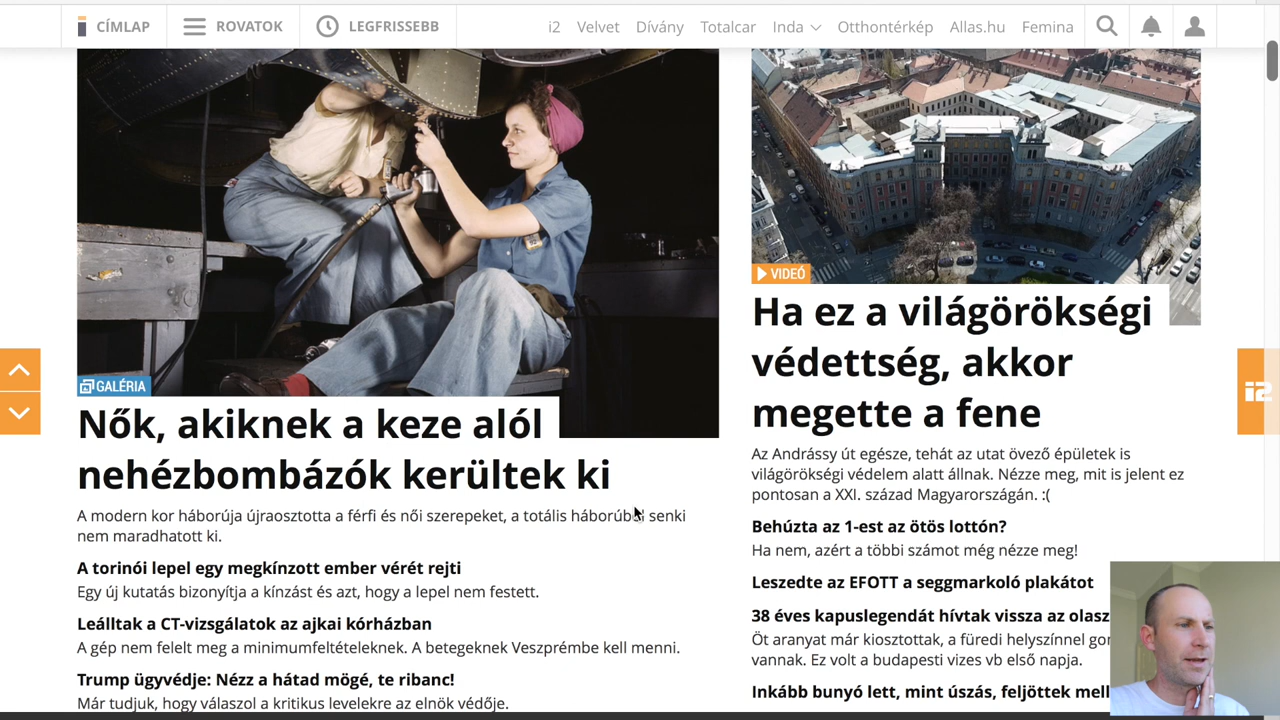 CÍMLAP
ROVATOK
LEGFRISSEBB
i2 Velvet Dívány Totalcar Inda Otthontérkép Allas.hu Femina
GALÉRIA
Nők, akiknek a keze alól
nehézbombázók kerültek ki
A modern kor háborúja újraosztotta a férfi és női szerepeket, a totális háborúból senki
nem maradhatott ki.
A torinói lepel egy megkínzott ember vérét rejti
Egy új kutatás bizonyítja a kínzást és azt, hogy a lepel nem festett.
Leálltak a CT-vizsgálatok az ajkai kórházban
A gép nem felelt meg a minimumfeltételeknek. A betegeknek Veszprémbe kell menni.
Trump ügyvédje: Nézz a hátad mögé, te ribanc!
Már tudjuk, hogy válaszol a kritikus levelekre az elnök védője.
VIDEÓ
Ha ez a világörökségi
védettség, akkor
megette a fene
Az Andrássy út egésze, tehát az utat övező épületek is
világörökségi védelem alatt állnak. Nézze meg, mit is jelent ez
pontosan a XXI. század Magyarországán. :(
Behúzta az 1-est az ötös lottón?
Ha nem, azért a többi számot még nézze meg!
Leszedte az EFOTT a seggmarkoló plakátot
38 éves kapuslegendát hívtak vissza az olasz
Öt aranyat már kiosztottak, a füredi helyszínnel
vannak. Ez volt a budapesti vizes vb első napja.
Inkább bunyó lett, mint úszás, feljöttek
i2